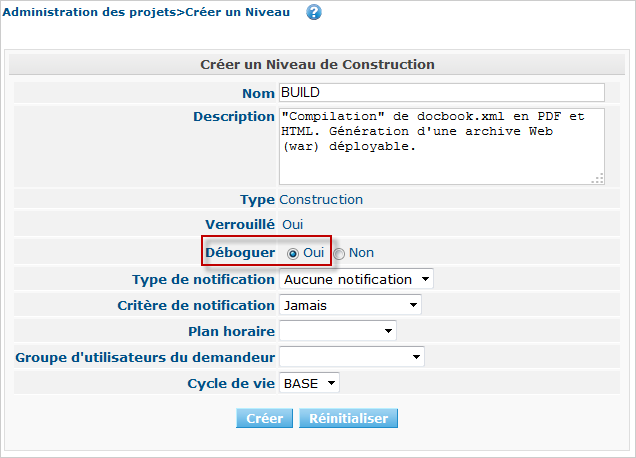 Administration des projets>Créer un Niveau ?
Créer un Niveau de Construction
Nom BUILD
Description "Compilation" de docbook.xml en PDF et
HTML. Génération d'une archive Web
(war) déployable.
Type Construction
Verrouillé Oui
Déboguer Oui Non
Type de notification Aucune notification
Critère de notification Jamais
Plan horaire
Groupe d'utilisateurs du demandeur
Cycle de vie BASE
Créer Réinitialiser